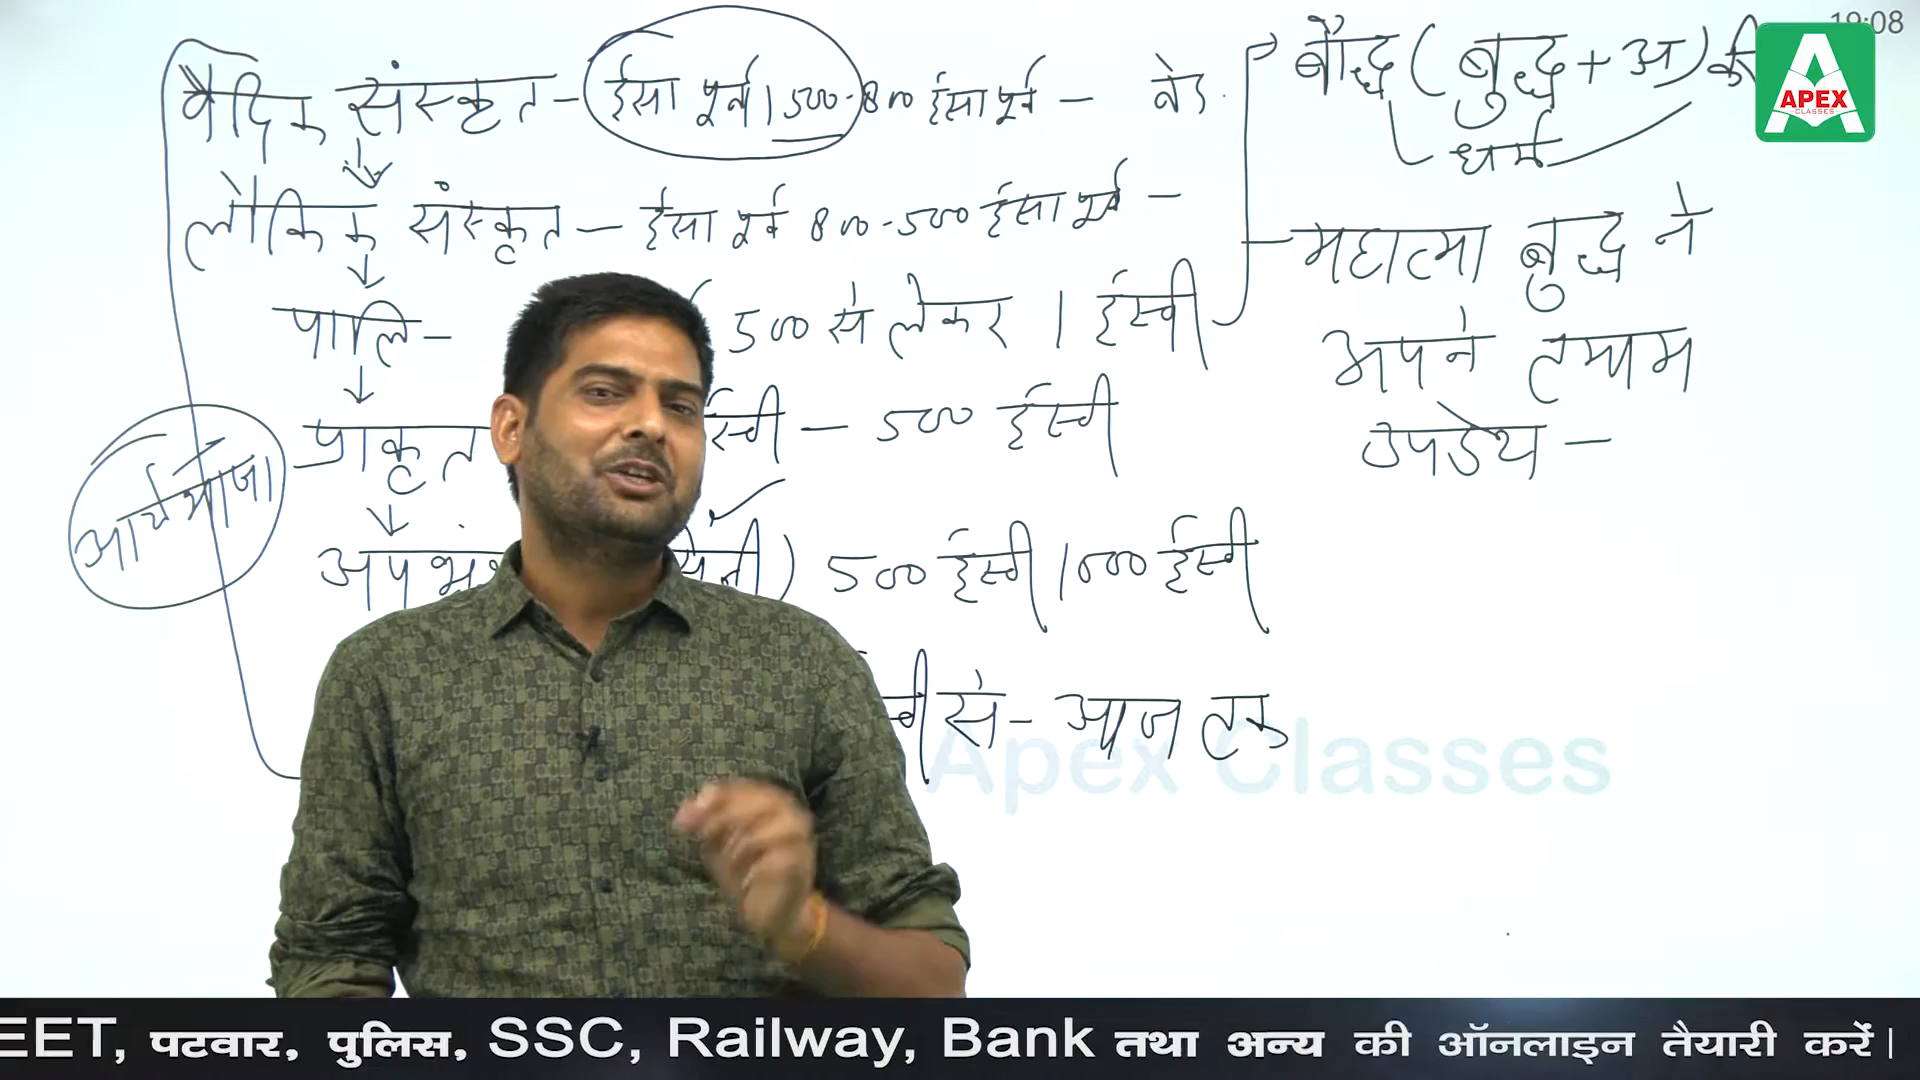 वैदिक संस्कृत - ईसा पूर्व 1500-800 ईसा पूर्व -
लौकिक संस्कृत - ईसा पूर्व 800-500 ईसा पूर्व -
पालि - 500 से लेकर 1 ईस्वी
प्राकृत - 500 ईस्वी
500 ईस्वी 1000 ईस्वी
से - आज तक
आर्य भाषा
बौद्ध (बुद्ध + अ)
धर्म
महात्मा बुद्ध ने
अपने तमाम
19:08
APEX
CLASSES
Apex Classes
EET, पटवार, पुलिस, SSC, Railway, Bank तथा अन्य की ऑनलाइन तैयारी करें |